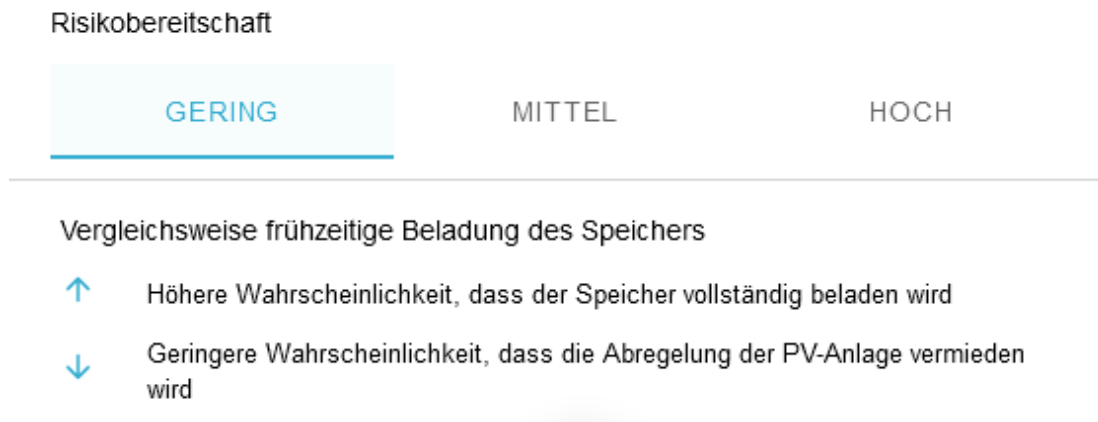 Risikobereitschaft
GERING MITTEL HOCH
Vergleichsweise frühzeitige Beladung des Speichers
Höhere Wahrscheinlichkeit, dass der Speicher vollständig beladen wird
Geringere Wahrscheinlichkeit, dass die Abregelung der PV-Anlage vermieden
wird